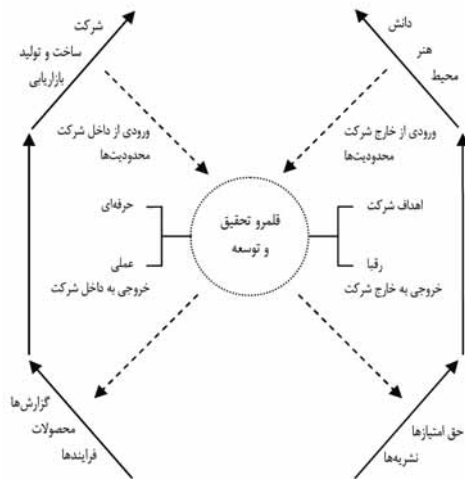 دانش
هنر
محیط
شرکت
ساخت و تولید
بازاریابی
ورودی از خارج شرکت
محدودیت‌ها
ورودی از داخل شرکت
محدودیت‌ها
اهداف شرکت
رقبا
خروجی به خارج شرکت
قلمرو تحقیق
و توسعه
حرفه‌ای
عملی
خروجی به داخل شرکت
حق امتیازها
نشریه‌ها
گزارش‌ها
محصولات
فرایندها